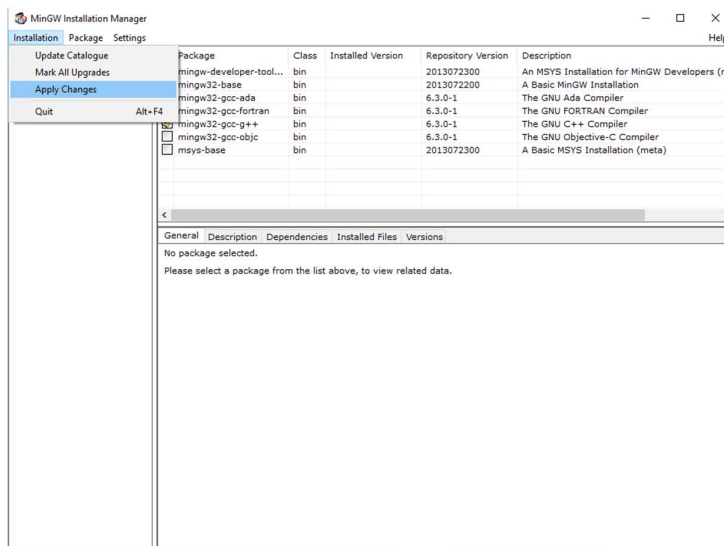 MinGW Installation Manager
Installation Package Settings Help
Update Catalogue
Mark All Upgrades
Apply Changes
Quit Alt+F4
Package Class Installed Version Repository Version Description
mingw-developer-tool... bin 2013072300 An MSYS Installation for MinGW Developers (
mingw32-base bin 2013072200 A Basic MinGW Installation
mingw32-gcc-ada bin 6.3.0-1 The GNU Ada Compiler
mingw32-gcc-fortran bin 6.3.0-1 The GNU FORTRAN Compiler
mingw32-gcc-g++ bin 6.3.0-1 The GNU C++ Compiler
mingw32-gcc-objc bin 6.3.0-1 The GNU Objective-C Compiler
msys-base bin 2013072300 A Basic MSYS Installation (meta)
General Description Dependencies Installed Files Versions
No package selected.
Please select a package from the list above, to view related data.